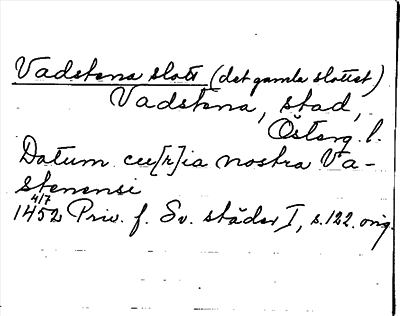 Vadstena slott (det gamla slottet)
Vadstena, stad,
Österg. l.
Datum cu[r]ia nostra Va-
stenensi
4/7
1452 Priv. f. Sv. städer I, s. 122. orig.